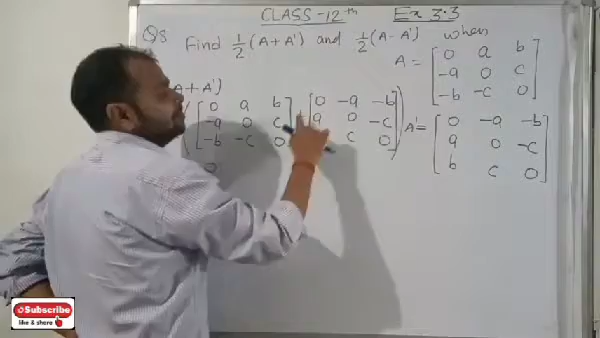 CLASS-12th Ex 3.3
Q8 Find 1/2 (A+A') and 1/2 (A-A') when
A = [ 0 a b
-a 0 c
-b -c 0 ]
A+A')
( [ 0 a b ] [ 0 -a -b ] )
-a 0 c a 0 -c
-b -c 0 c 0
0
A' = [ 0 -a -b
a 0 -c
b c 0 ]
Subscribe
like & share